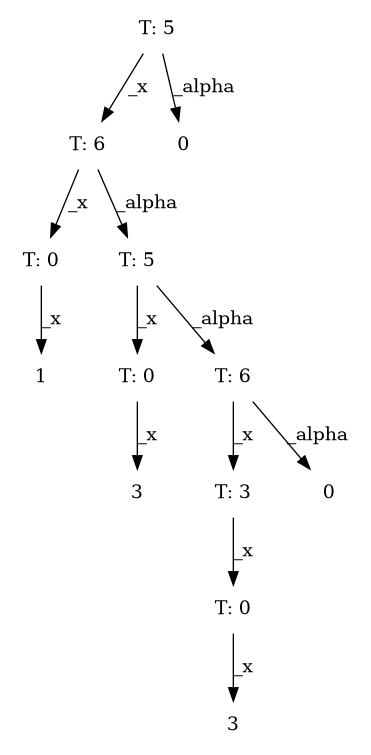 T: 5
_x _alpha
T: 6 0
_x _alpha
T: 0 T: 5
_x _x _alpha
1 T: 0 T: 6
_x _x _alpha
3 T: 3 0
_x
T: 0
_x
3